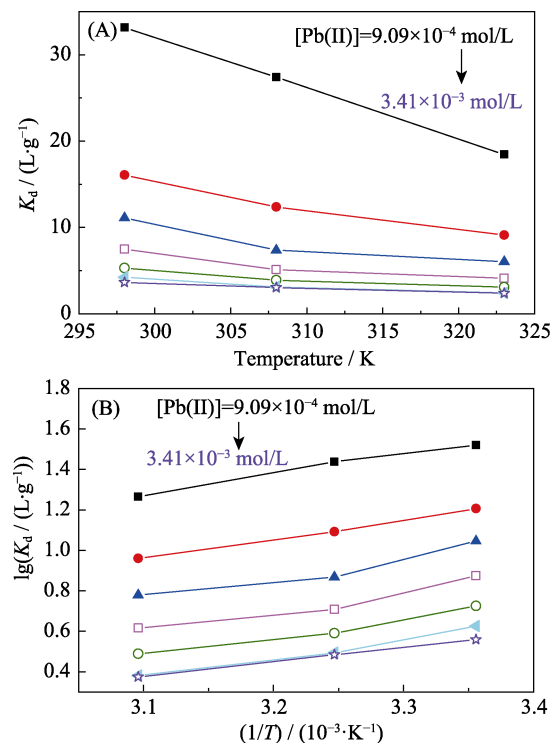 (A)
[Pb(II)]=9.09×10⁻⁴ mol/L
3.41×10⁻³ mol/L
30
20
10
0
K_d / (L·g⁻¹)
295 300 305 310 315 320 325
Temperature / K
(B)
[Pb(II)]=9.09×10⁻⁴ mol/L
3.41×10⁻³ mol/L
1.8
1.6
1.4
1.2
1.0
0.8
0.6
0.4
lg(K_d / (L·g⁻¹))
3.1 3.2 3.3 3.4
(1/T) / (10⁻³·K⁻¹)